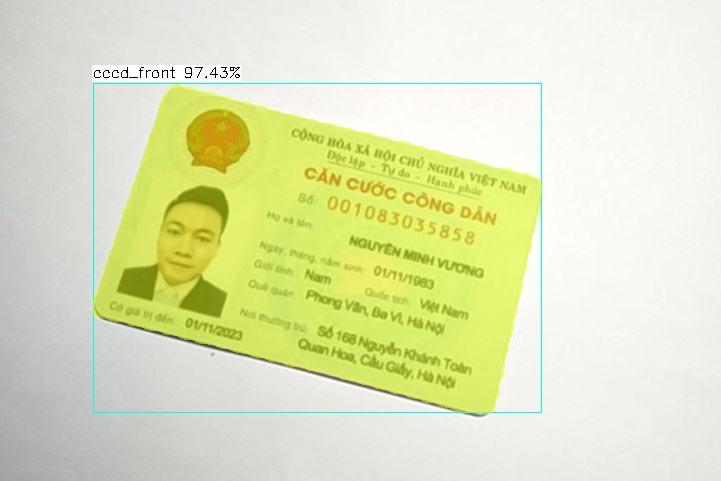 cccd_front 97.43%
CỘNG HÒA XÃ HỘI CHỦ NGHĨA VIỆT NAM
Độc lập - Tự do - Hạnh phúc
CĂN CƯỚC CÔNG DÂN
Số: 001083035858
Họ và tên:
NGUYỄN MINH VƯƠNG
Ngày, tháng, năm sinh: 01/11/1983
Giới tính: Nam Quốc tịch: Việt Nam
Quê quán: Phong Vân, Ba Vì, Hà Nội
Nơi thường trú: Số 168 Nguyễn Khánh Toàn
Quan Hoa, Cầu Giấy, Hà Nội
Có giá trị đến: 01/11/2023